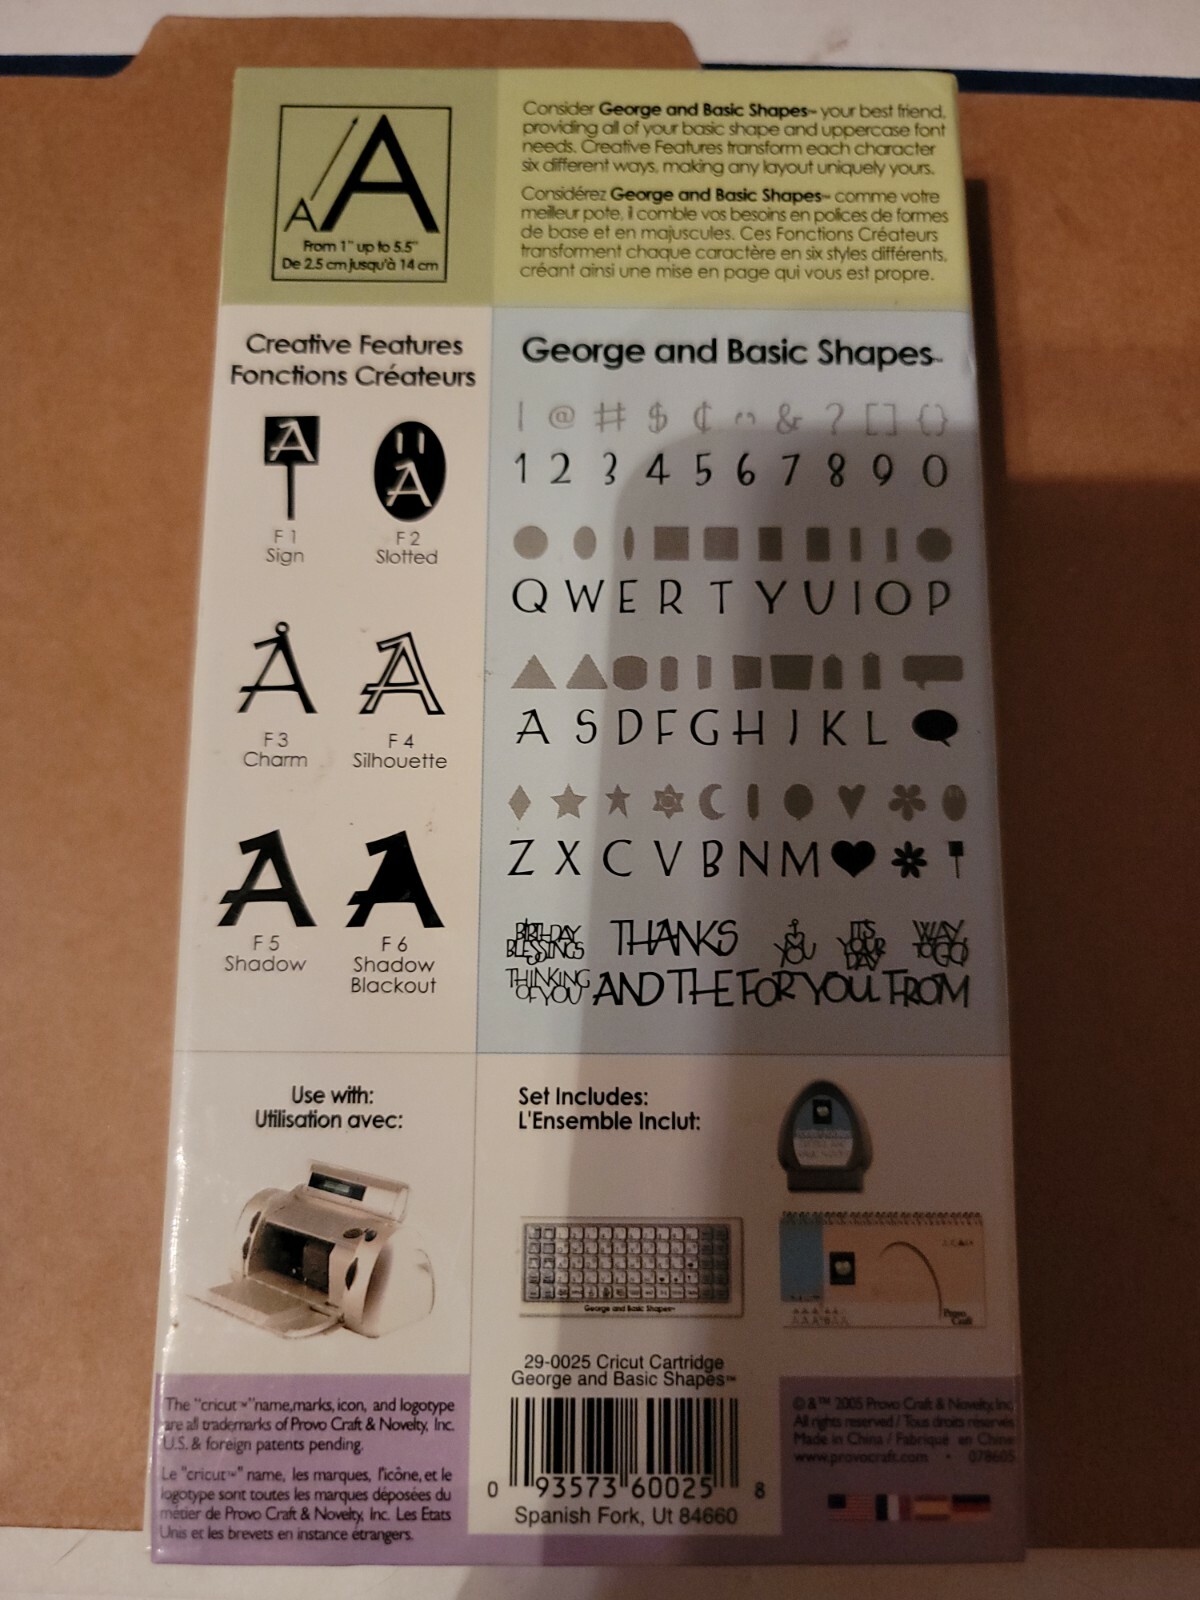 A A
From 1" up to 5.5"
De 2.5 cm jusqu'à 14 cm
Consider George and Basic Shapes™ your best friend,
providing all of your basic shape and uppercase font
needs. Creative Features transform each character
six different ways, making any layout uniquely yours.
Considérez George and Basic Shapes™ comme votre
meilleur pote, il comble vos besoins en polices de formes
de base et en majuscules. Ces Fonctions Créateurs
transforment chaque caractère en six styles différents,
créant ainsi une mise en page qui vous est propre.
Creative Features
Fonctions Créateurs
A
F 1
Sign
A
F 2
Slotted
A
F 3
Charm
A
F 4
Silhouette
A
F 5
Shadow
A
F 6
Shadow
Blackout
George and Basic Shapes™
| @ # $ ¢ & ? [ ] { }
1 2 3 4 5 6 7 8 9 0
Q W E R T Y U I O P
A S D F G H J K L
Z X C V B N M
BIRTHDAY
BLESSINGS
THANKS
I
YOU
IT'S
YOUR
DAY
WAY
TO GO!
THINKING
OF YOU
AND THE FOR YOU FROM
Use with:
Utilisation avec:
Set Includes:
L'Ensemble Inclut:
George and Basic Shapes™
Provo
Craft
29-0025 Cricut Cartridge
George and Basic Shapes™
0 93573 60025 8
Spanish Fork, Ut 84660
The "cricut™" name, marks, icon, and logotype
are all trademarks of Provo Craft & Novelty, Inc.
U.S. & foreign patents pending.
Le "cricut™" name, les marques, l'icône, et le
logotype sont toutes les marques déposées du
métier de Provo Craft & Novelty, Inc. Les Etats
Unis et les brevets en instance étrangers.
© & ™ 2005 Provo Craft & Novelty, Inc.
All rights reserved / Tous droits réservés
Made in China / Fabriqué en Chine
www.provocraft.com • 078605